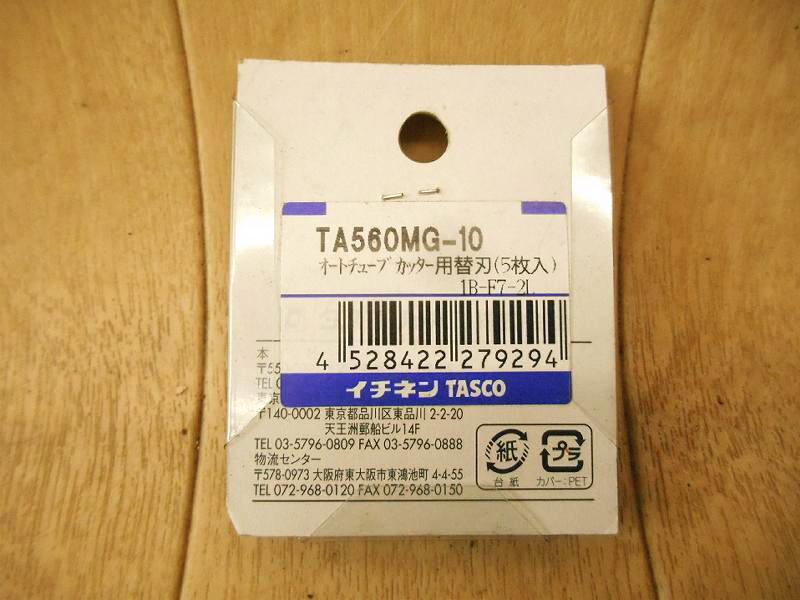 TA560MG-10
オートチューブカッター用替刃(5枚入)
1B-F7-2L
4 528422 279294
イチネン TASCO
本
〒55
TEL
東京
〒140-0002 東京都品川区東品川 2-2-20
天王洲郵船ビル14F
TEL 03-5796-0809 FAX 03-5796-0888
物流センター
〒578-0973 大阪府東大阪市東鴻池町 4-4-55
TEL 072-968-0120 FAX 072-968-0150
紙
台紙
プラ
カバー:PET